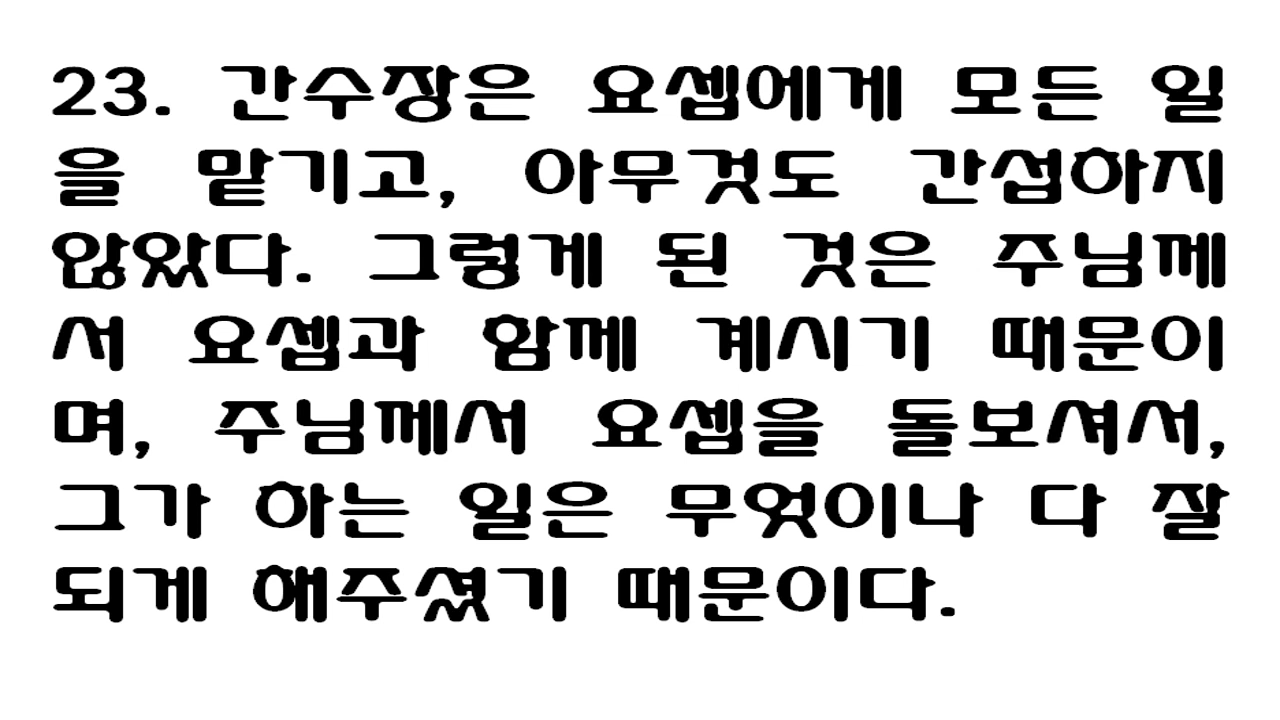 23. 간수장은 요셉에게 모든 일
을 맡기고, 아무것도 간섭하지
않았다. 그렇게 된 것은 주님께
서 요셉과 함께 계시기 때문이
며, 주님께서 요셉을 돌보셔서,
그가 하는 일은 무엇이나 다 잘
되게 해주셨기 때문이다.